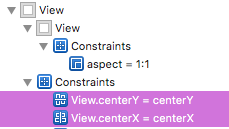 View
View
Constraints
aspect = 1:1
Constraints
View.centerY = centerY
View.centerX = centerX